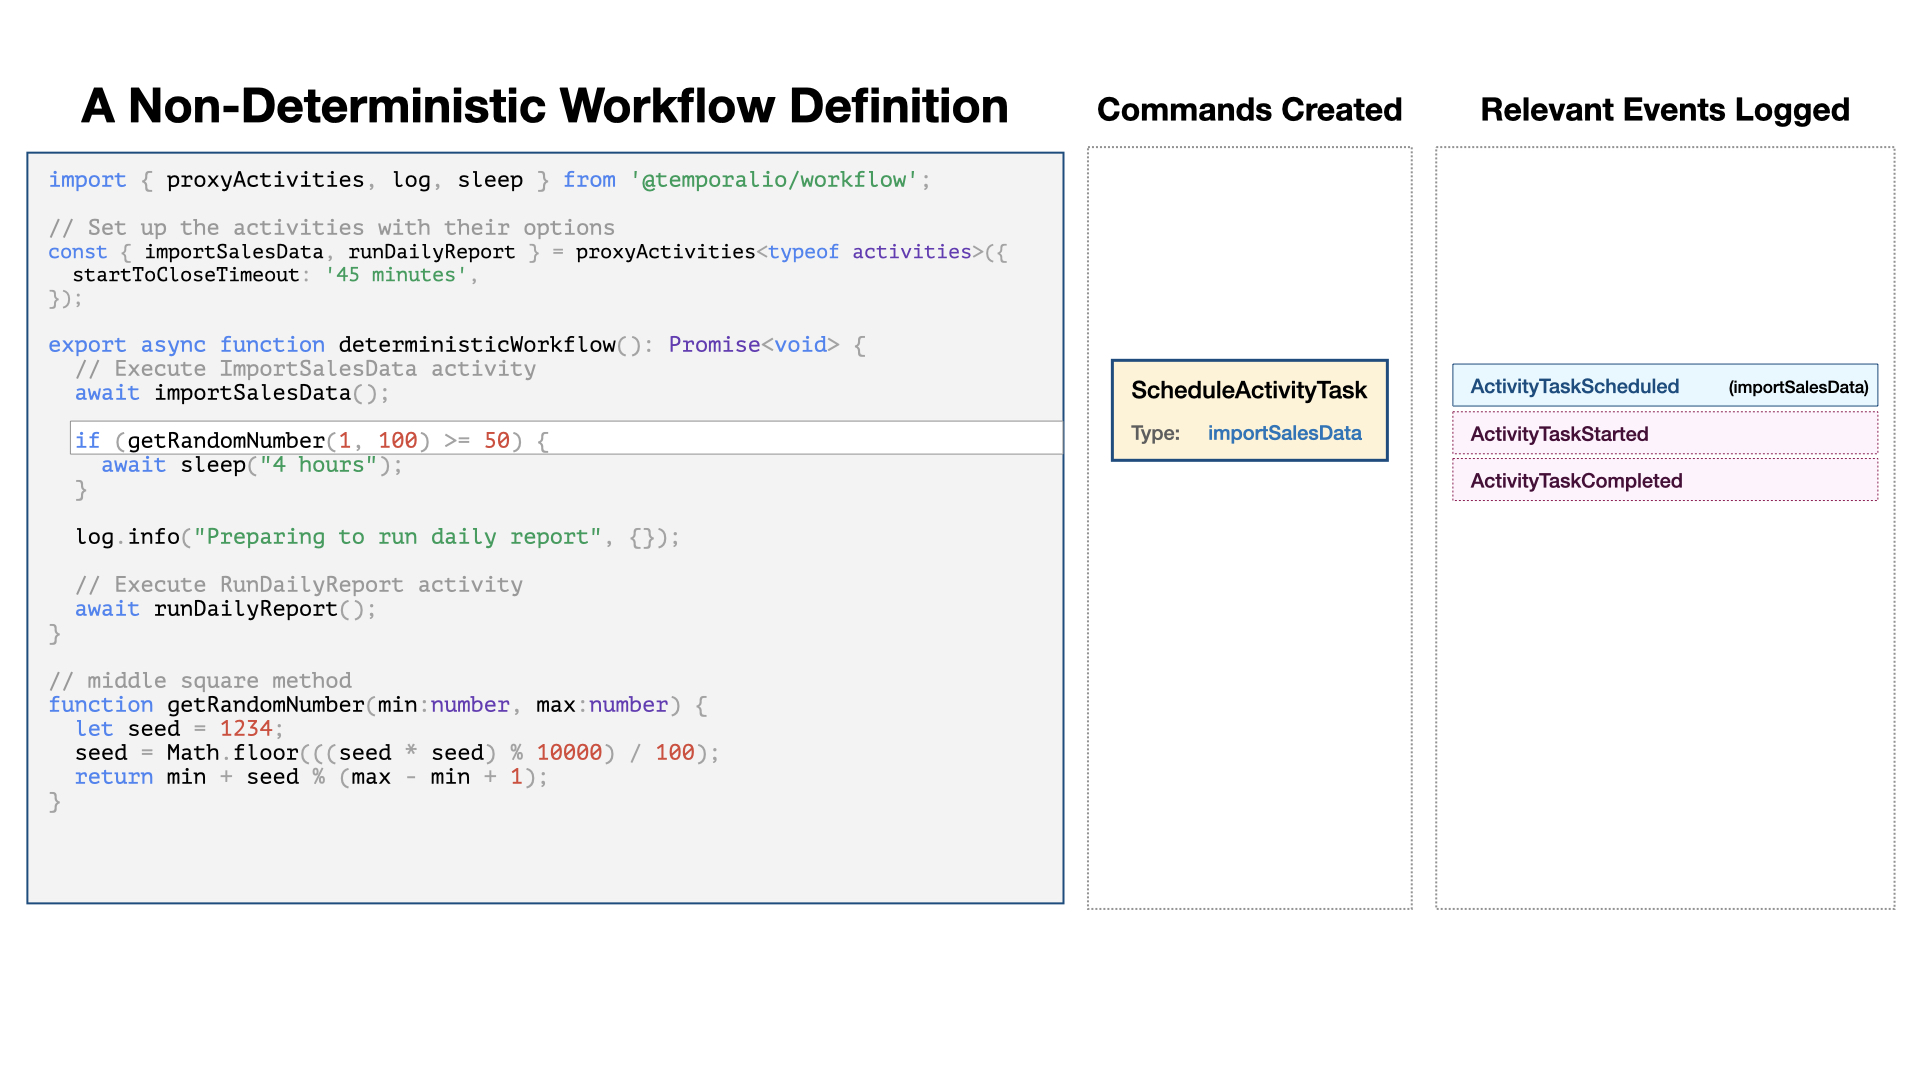 A Non-Deterministic Workflow Definition
import { proxyActivities, log, sleep } from '@temporalio/workflow';
// Set up the activities with their options
const { importSalesData, runDailyReport } = proxyActivities<typeof activities>({
  startToCloseTimeout: '45 minutes',
});
export async function deterministicWorkflow(): Promise<void> {
  // Execute ImportSalesData activity
  await importSalesData();
  if (getRandomNumber(1, 100) >= 50) {
    await sleep("4 hours");
  }
  log.info("Preparing to run daily report", {});
  // Execute RunDailyReport activity
  await runDailyReport();
}
// middle square method
function getRandomNumber(min:number, max:number) {
  let seed = 1234;
  seed = Math.floor(((seed * seed) % 10000) / 100);
  return min + seed % (max - min + 1);
}
Commands Created
ScheduleActivityTask
Type: importSalesData
Relevant Events Logged
ActivityTaskScheduled (importSalesData)
ActivityTaskStarted
ActivityTaskCompleted